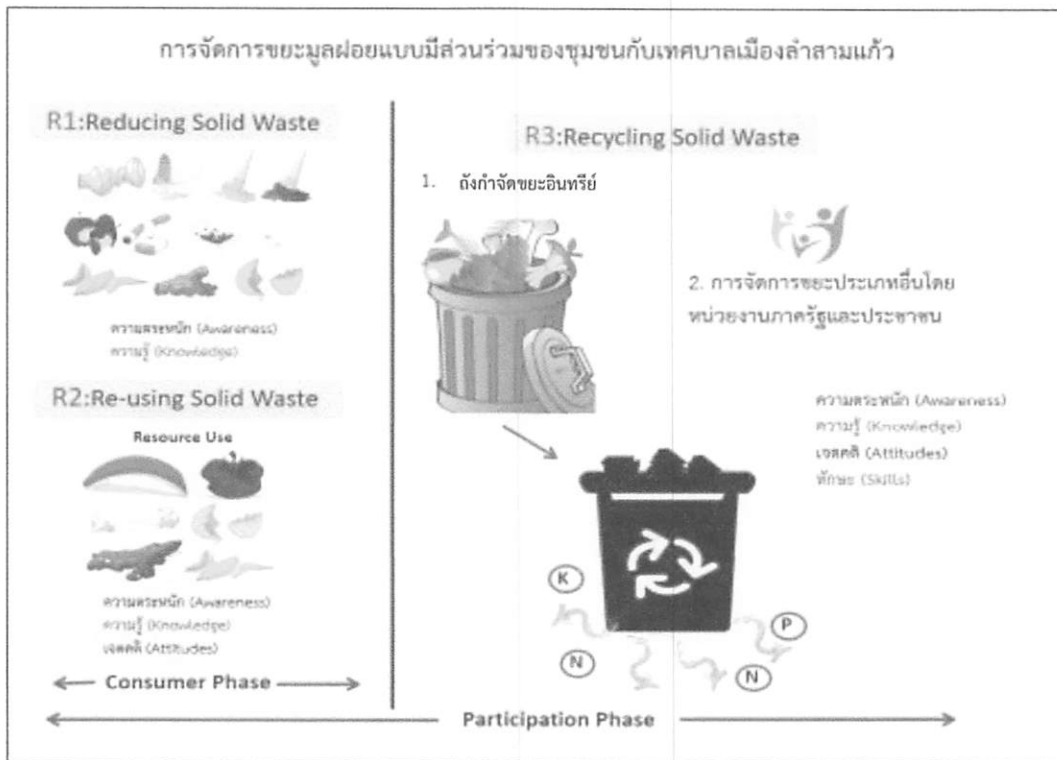 การจัดการขยะมูลฝอยแบบมีส่วนร่วมของชุมชนกับเทศบาลเมืองลำสามแก้ว
R1:Reducing Solid Waste
ความตระหนัก (Awareness)
ความรู้ (Knowledge)
R2:Re-using Solid Waste
Resource Use
ความตระหนัก (Awareness)
ความรู้ (Knowledge)
เจตคติ (Attitudes)
Consumer Phase
R3:Recycling Solid Waste
1. ถังกำจัดขยะอินทรีย์
2. การจัดการขยะประเภทอื่นโดย
หน่วยงานภาครัฐและประชาชน
ความตระหนัก (Awareness)
ความรู้ (Knowledge)
เจตคติ (Attitudes)
ทักษะ (Skills)
K
P
N
N
Participation Phase